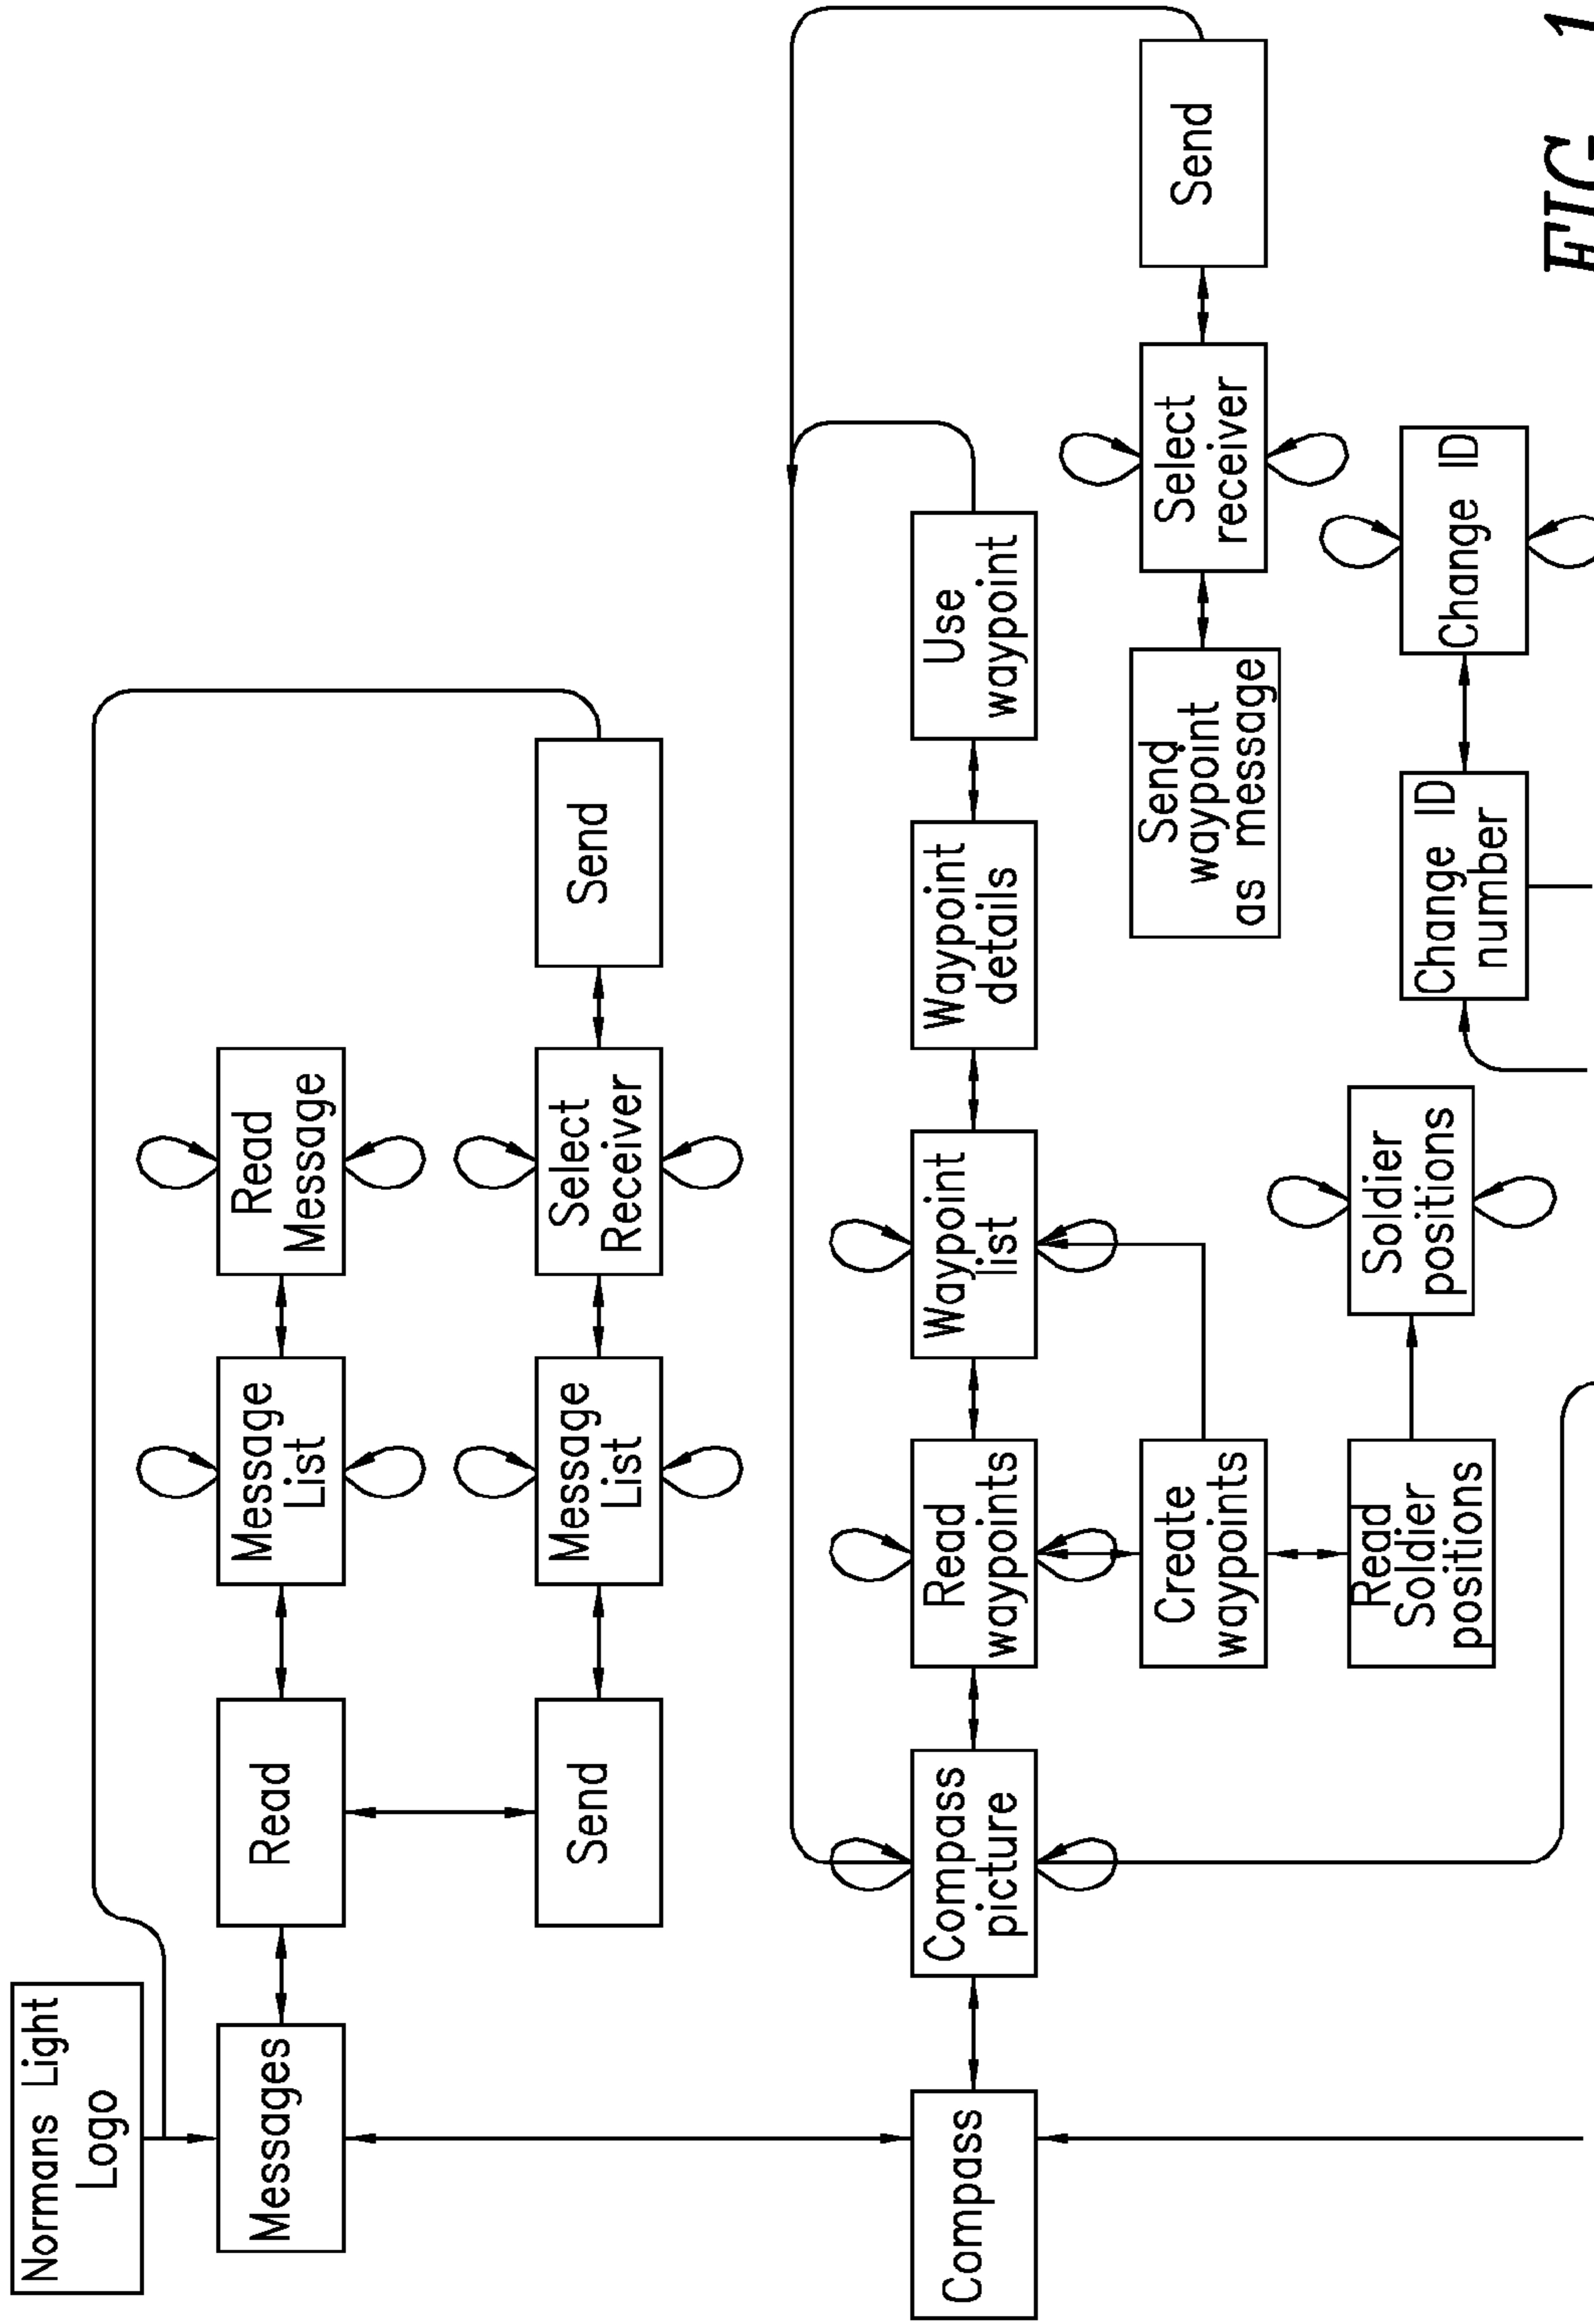 Normans Light
Logo
Messages
Read
Message
List
Read
Message
Send
Message
List
Select
Receiver
Send
Compass
Compass
picture
Read
waypoints
Waypoint
list
Waypoint
details
Use
waypoint
Create
waypoints
Send
waypoint
as message
Select
receiver
Send
Read
Soldier
positions
Soldier
positions
Change ID
number
Change ID
FIG. 1